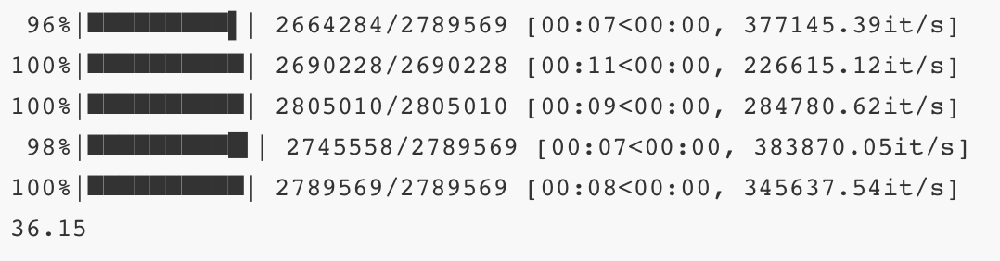 96%|█████████▌| 2664284/2789569 [00:07<00:00, 377145.39it/s]
100%|██████████| 2690228/2690228 [00:11<00:00, 226615.12it/s]
100%|██████████| 2805010/2805010 [00:09<00:00, 284780.62it/s]
 98%|█████████▊| 2745558/2789569 [00:07<00:00, 383870.05it/s]
100%|██████████| 2789569/2789569 [00:08<00:00, 345637.54it/s]
36.15